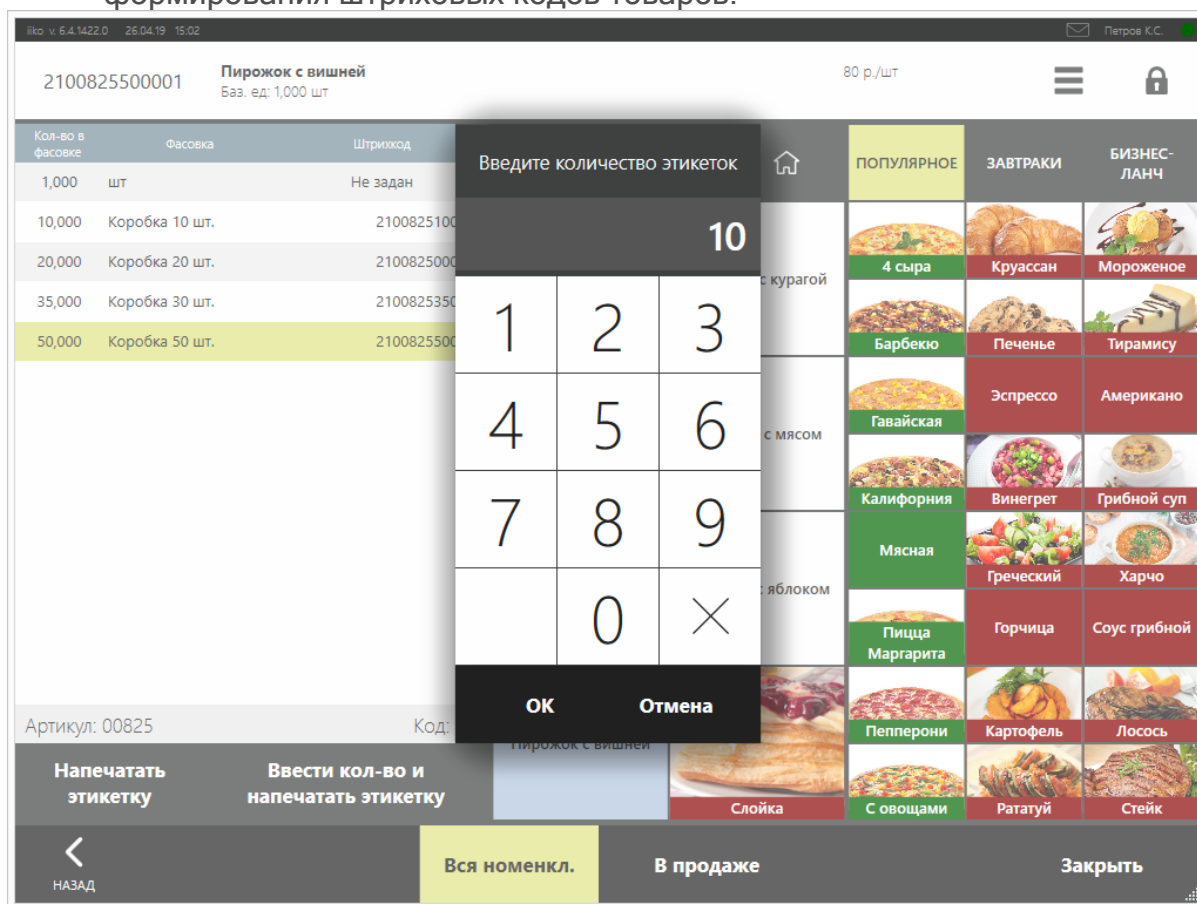 формирования штриховых кодов товаров.
iiko v. 6.4.1422.0 26.04.19 15:02 Петров К.С.
2100825500001
Пирожок с вишней
Баз. ед: 1,000 шт
80 р./шт
Кол-во в
фасовке
Фасовка
Штрихкод
1,000 шт Не задан
10,000 Коробка 10 шт. 2100825100
20,000 Коробка 20 шт. 2100825000
35,000 Коробка 30 шт. 2100825350
50,000 Коробка 50 шт. 2100825500
Артикул: 00825 Код:
Напечатать
этикетку
Ввести кол-во и
напечатать этикетку
Введите количество этикеток
10
1 2 3
4 5 6
7 8 9
0
ОК Отмена
с курагой
с мясом
с яблоком
Пирожок с вишней
Слойка
ПОПУЛЯРНОЕ
ЗАВТРАКИ
БИЗНЕС-
ЛАНЧ
4 сыра Круассан Мороженое
Барбекю Печенье Тирамису
Гавайская Эспрессо Американо
Калифорния Винегрет Грибной суп
Мясная Греческий Харчо
Пицца
Маргарита
Горчица Соус грибной
Пепперони Картофель Лосось
С овощами Рататуй Стейк
НАЗАД
Вся номенкл.
В продаже
Закрыть